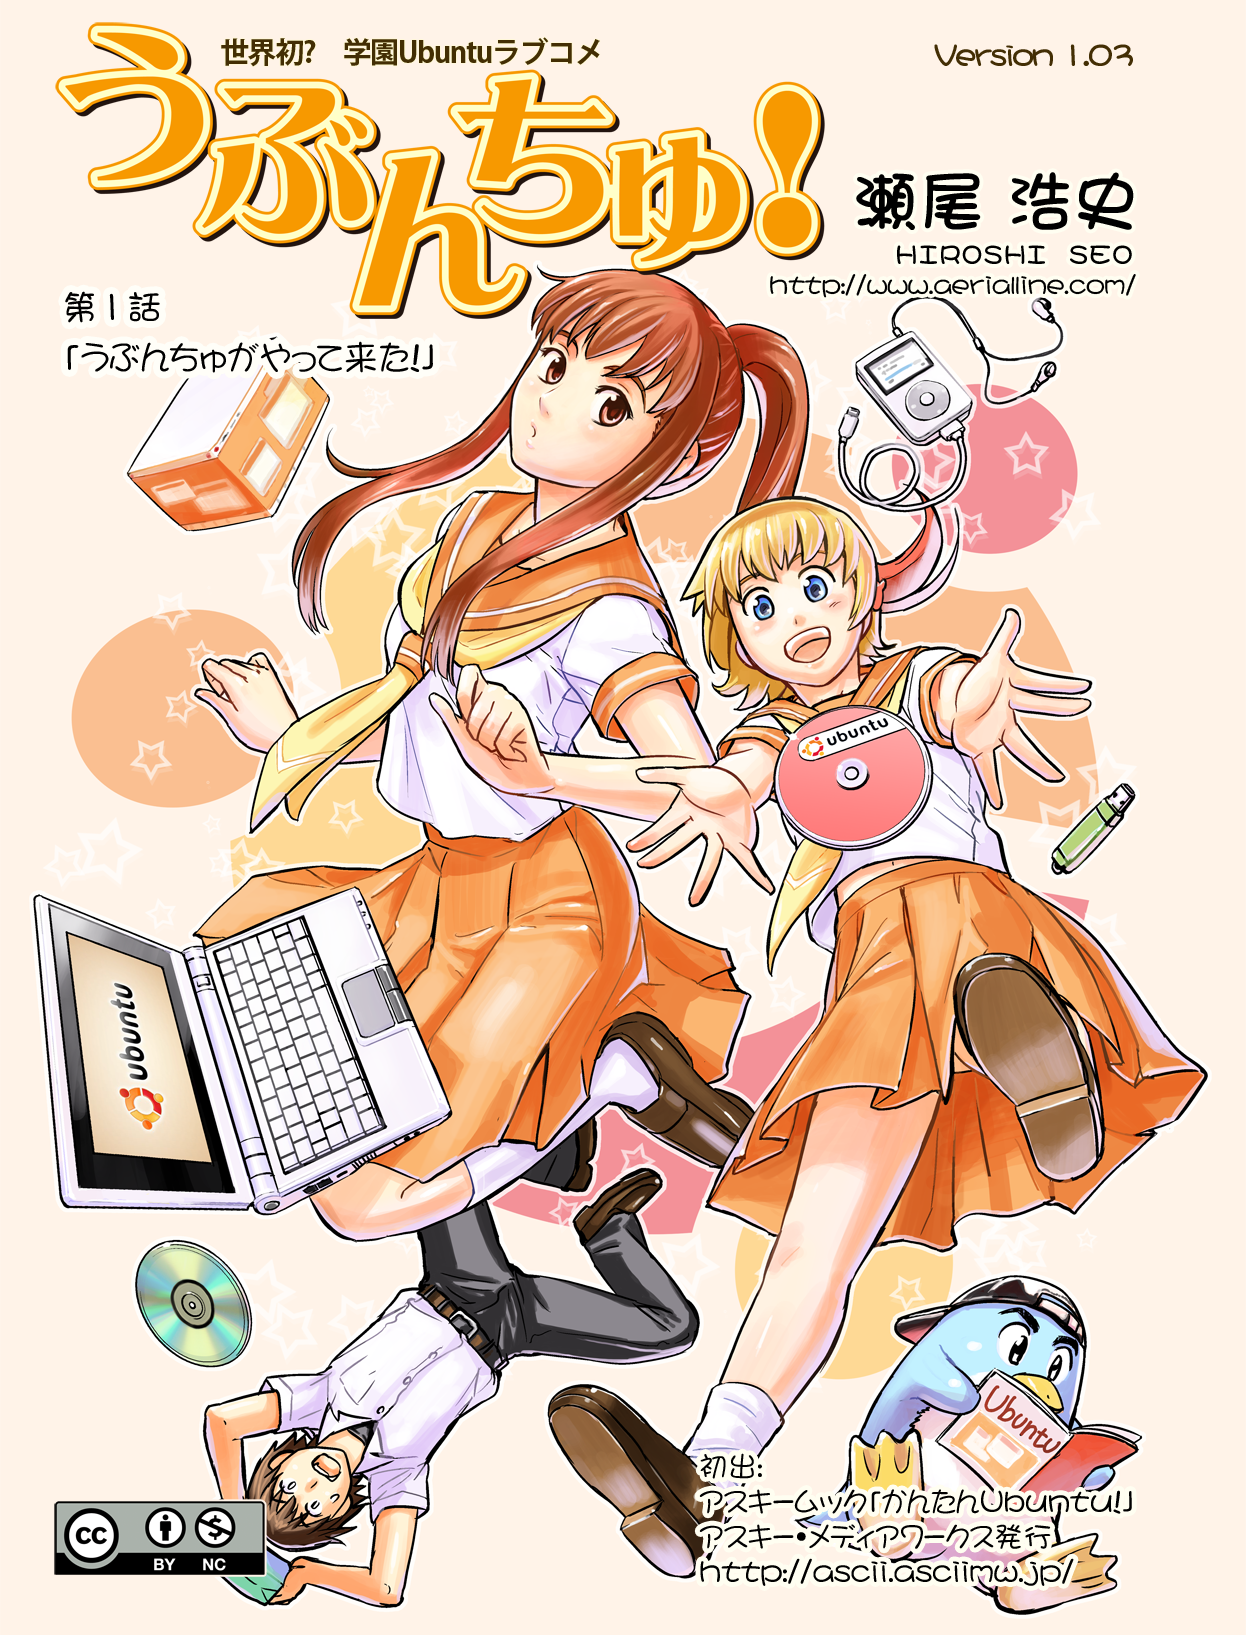 世界初?　学園Ubuntuラブコメ
Version 1.03
うぶんちゅ!
瀬尾 浩史
HIROSHI SEO
http://www.aerialline.com/
第1話
「うぶんちゅがやって来た!」
ubuntu
ubuntu
Ubuntu
初出:
アスキームック「かんたんUbuntu!」
アスキー・メディアワークス発行
http://ascii.asciimw.jp/
cc
BY NC